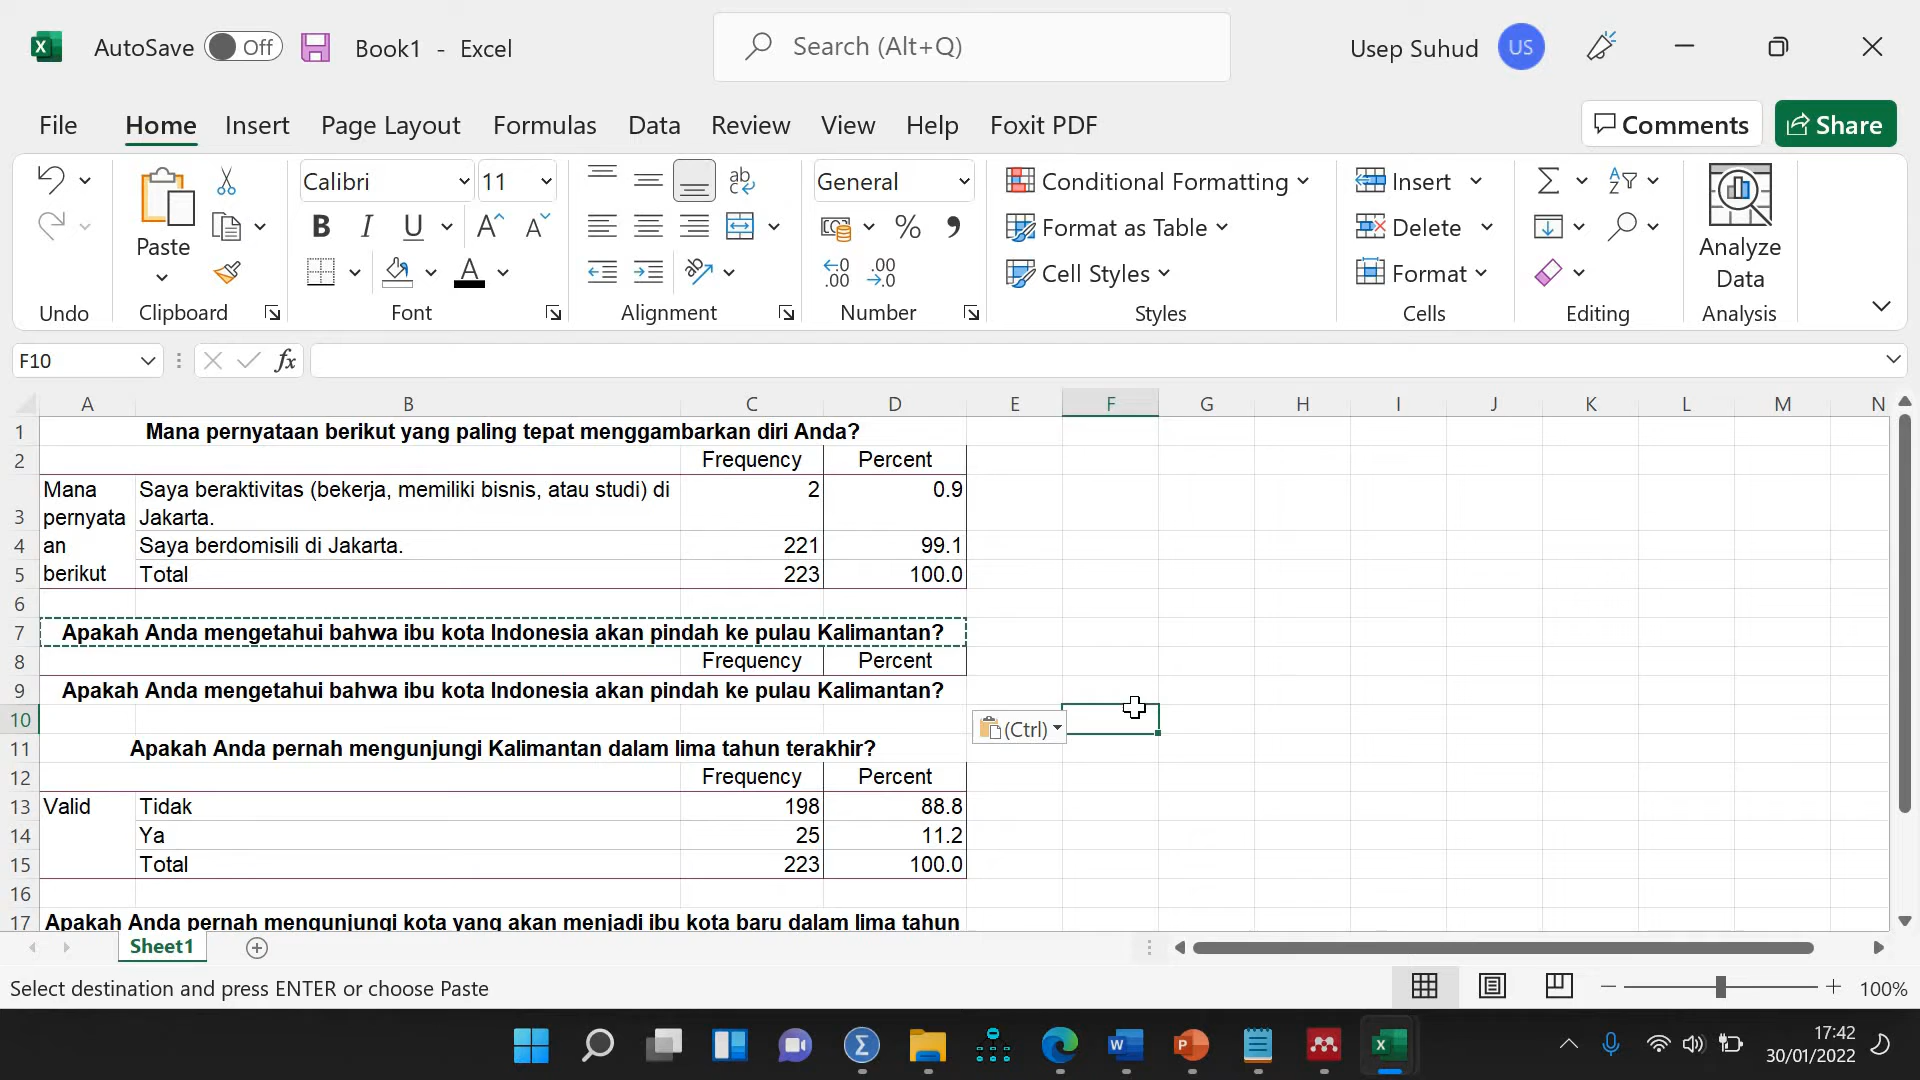 AutoSave Off Book1 - Excel Search (Alt+Q) Usep Suhud US
File Home Insert Page Layout Formulas Data Review View Help Foxit PDF Comments Share
Paste
Calibri 11
General
Conditional Formatting
Format as Table
Cell Styles
Insert
Delete
Format
Analyze
Data
Undo Clipboard Font Alignment Number Styles Cells Editing Analysis
F10 fx
A B C D E F G H I J K L M N
1 Mana pernyataan berikut yang paling tepat menggambarkan diri Anda?
2 Frequency Percent
Mana Saya beraktivitas (bekerja, memiliki bisnis, atau studi) di 2 0.9
3 pernyata Jakarta.
4 an Saya berdomisili di Jakarta. 221 99.1
5 berikut Total 223 100.0
6
7 Apakah Anda mengetahui bahwa ibu kota Indonesia akan pindah ke pulau Kalimantan?
8 Frequency Percent
9 Apakah Anda mengetahui bahwa ibu kota Indonesia akan pindah ke pulau Kalimantan?
10 (Ctrl)
11 Apakah Anda pernah mengunjungi Kalimantan dalam lima tahun terakhir?
12 Frequency Percent
13 Valid Tidak 198 88.8
14 Ya 25 11.2
15 Total 223 100.0
16
17 Apakah Anda pernah mengunjungi kota yang akan menjadi ibu kota baru dalam lima tahun
Sheet1
Select destination and press ENTER or choose Paste 100%
17:42
30/01/2022